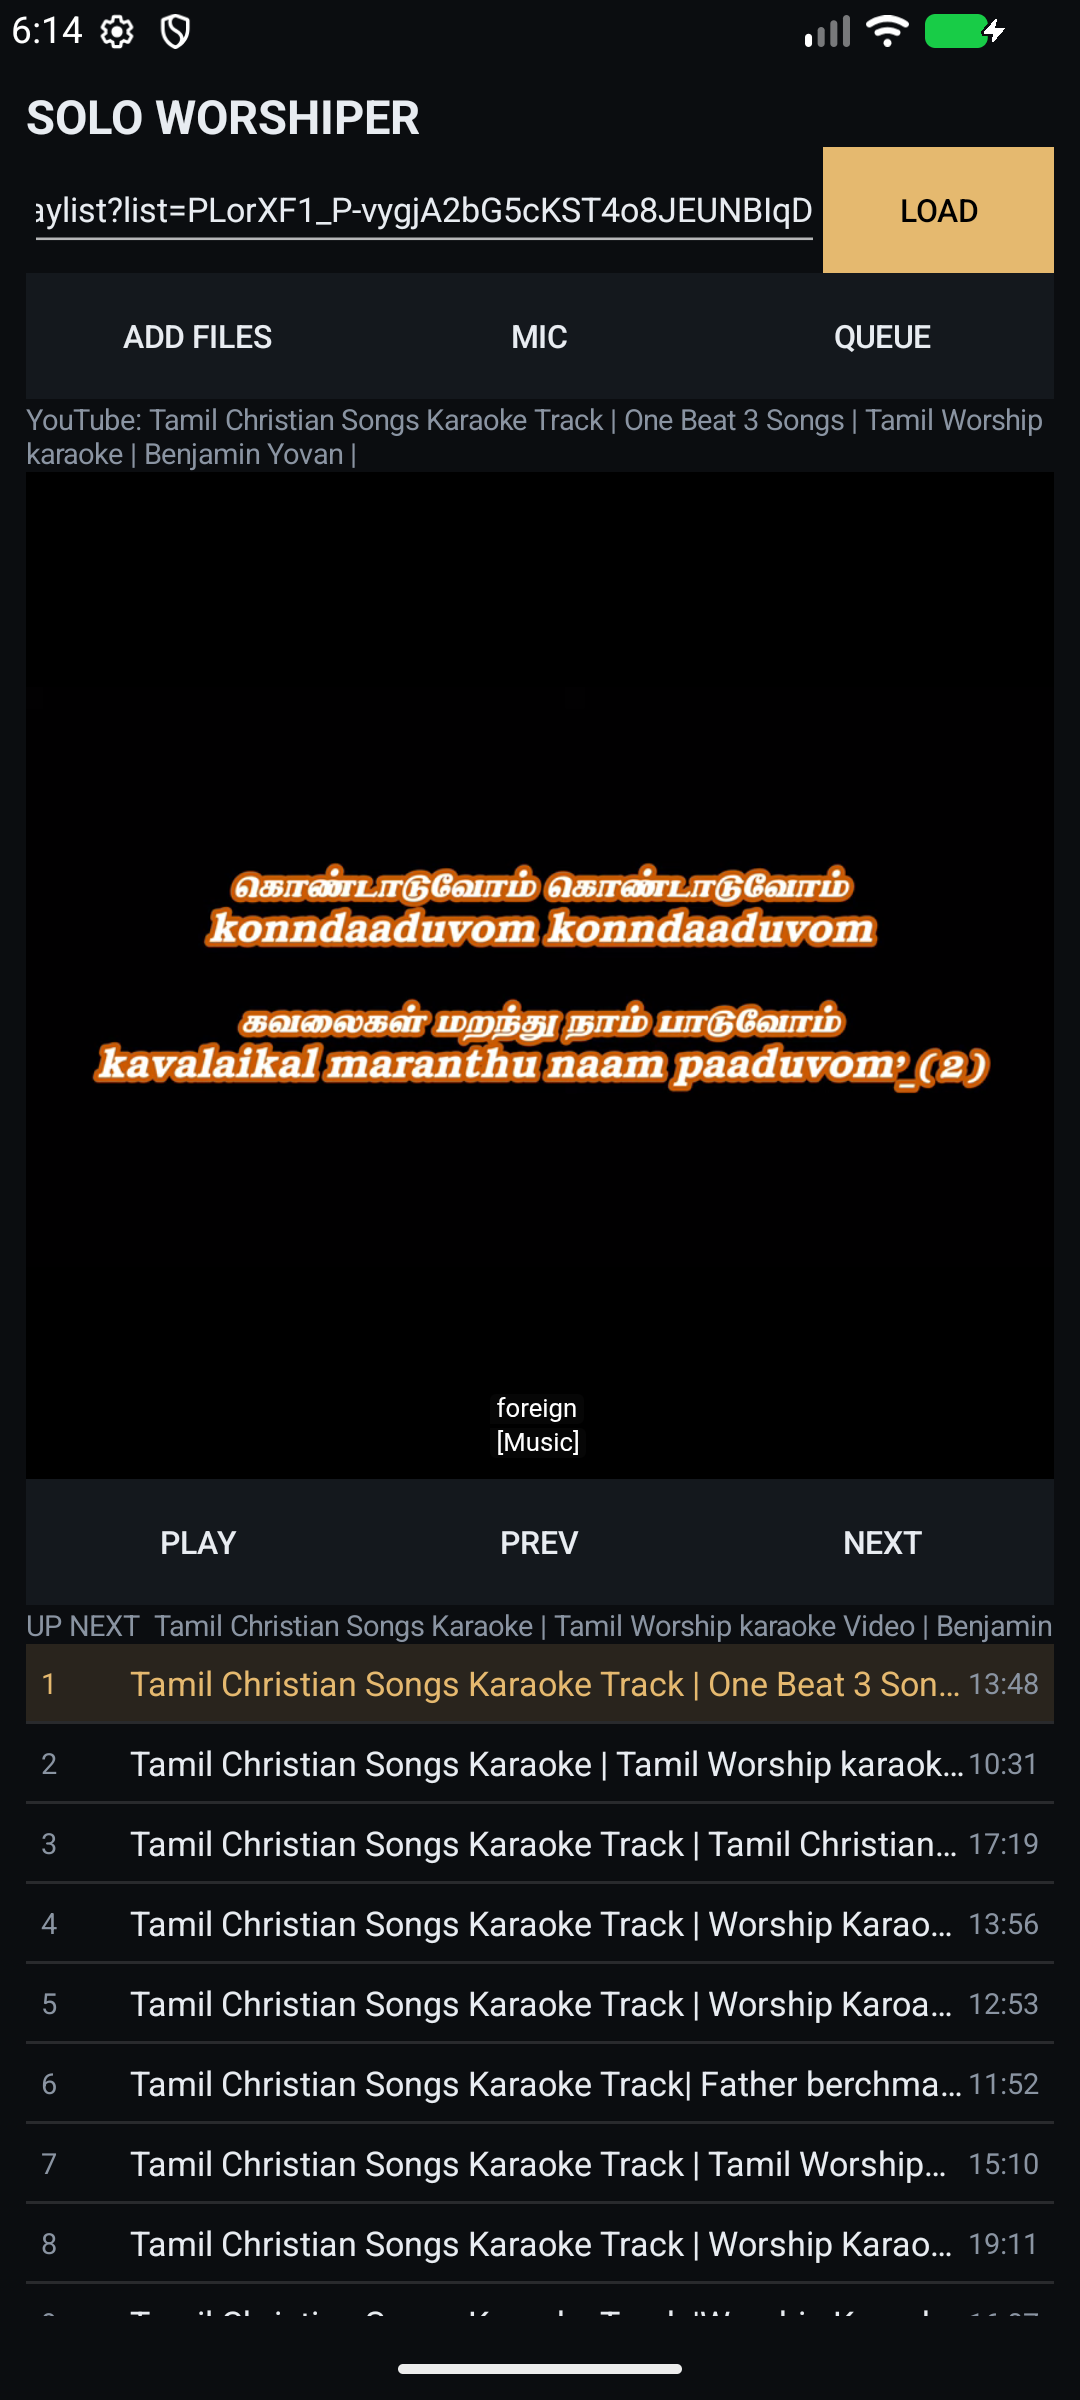 6:14
SOLO WORSHIPER
aylist?list=PLorXF1_P-vygjA2bG5cKST4o8JEUNBIqD
LOAD
ADD FILES MIC QUEUE
YouTube: Tamil Christian Songs Karaoke Track | One Beat 3 Songs | Tamil Worship
karaoke | Benjamin Yovan |
கொண்டாடுவோம் கொண்டாடுவோம்
konndaaduvom konndaaduvom
கவலைகள் மறந்து நாம் பாடுவோம்
kavalaikal maranthu naam paaduvom’_(2)
foreign
[Music]
PLAY PREV NEXT
UP NEXT Tamil Christian Songs Karaoke | Tamil Worship karaoke Video | Benjamin
1 Tamil Christian Songs Karaoke Track | One Beat 3 Son... 13:48
2 Tamil Christian Songs Karaoke | Tamil Worship karaok... 10:31
3 Tamil Christian Songs Karaoke Track | Tamil Christian... 17:19
4 Tamil Christian Songs Karaoke Track | Worship Karao... 13:56
5 Tamil Christian Songs Karaoke Track | Worship Karoa... 12:53
6 Tamil Christian Songs Karaoke Track| Father berchma... 11:52
7 Tamil Christian Songs Karaoke Track | Tamil Worship... 15:10
8 Tamil Christian Songs Karaoke Track | Worship Karao... 19:11